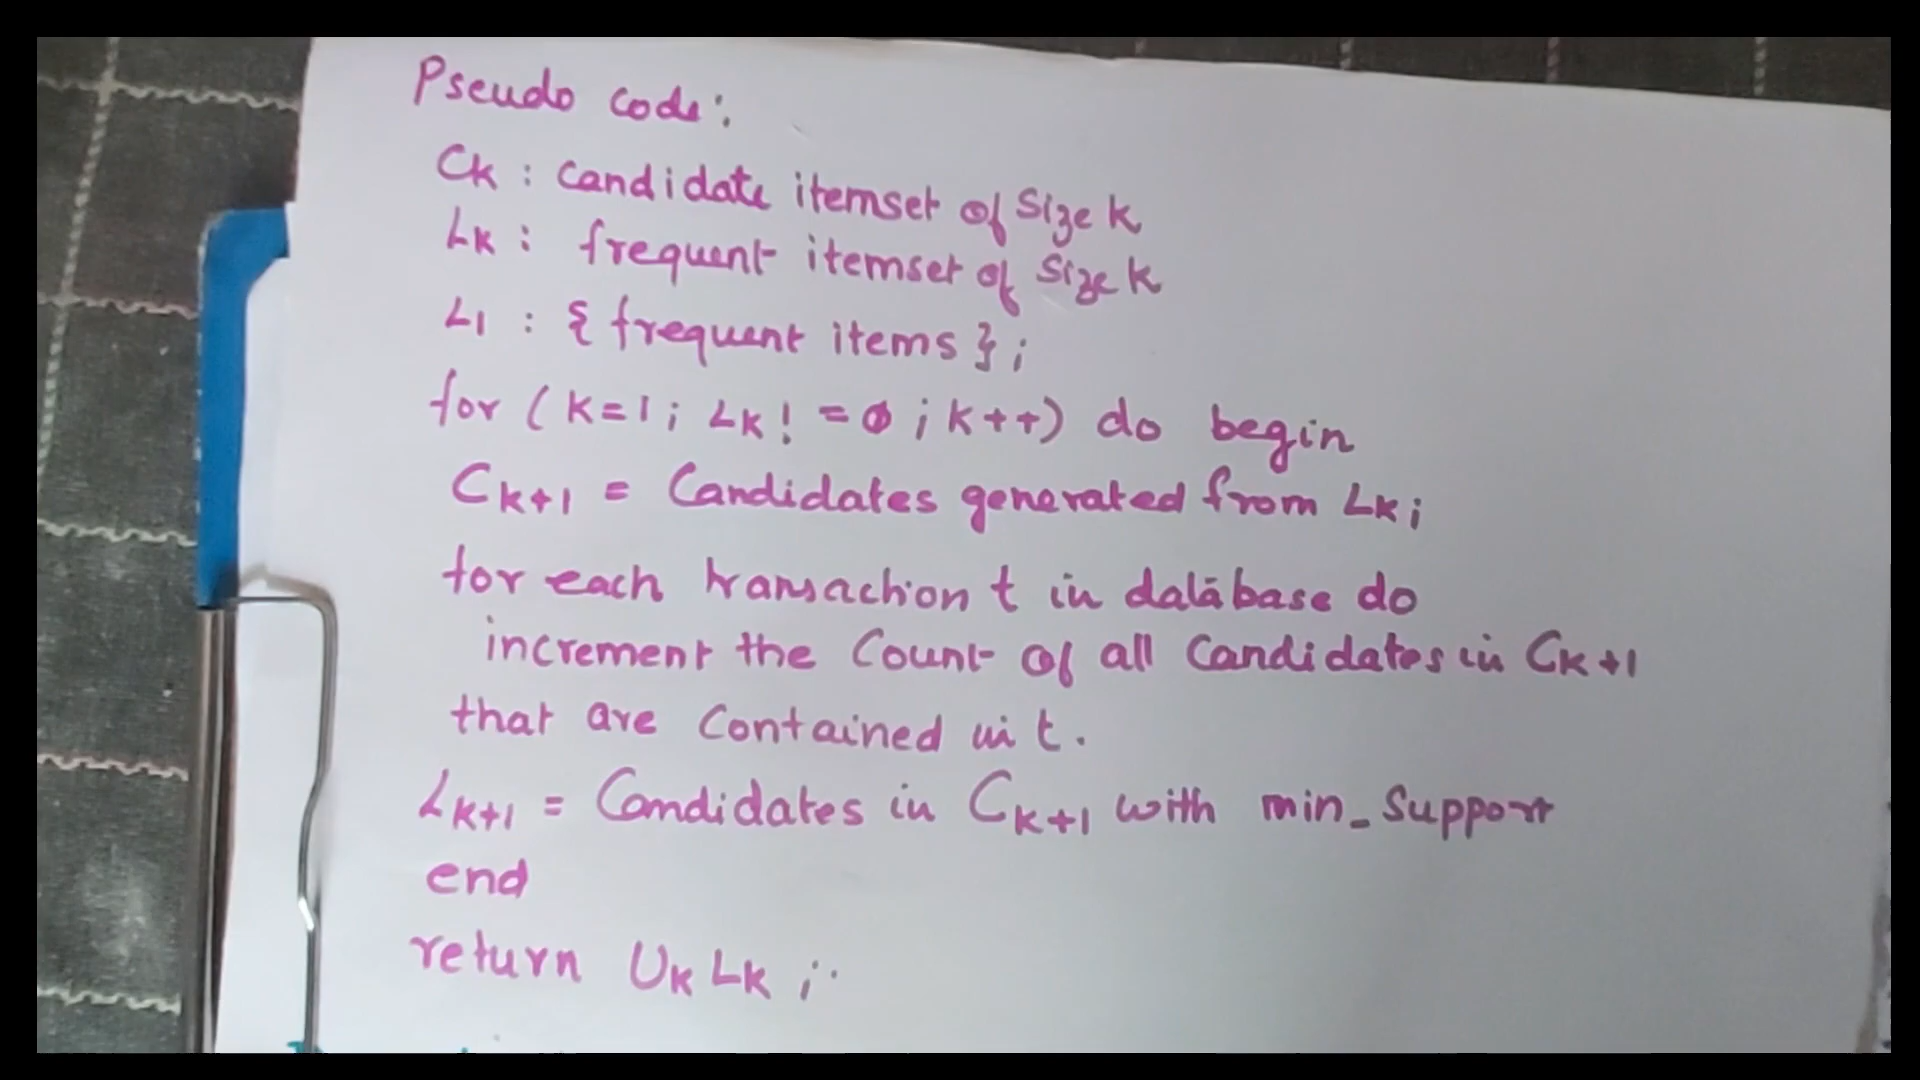 Pseudo code:
Ck : Candidate itemset of Size k
Lk : frequent itemset of Size k
L1 : { frequent items } ;
for ( k=1 ; Lk ! = ∅ ; k++) do begin
Ck+1 = Candidates generated from Lk ;
for each transaction t in database do
increment the Count of all Candidates in Ck+1
that are Contained in t.
Lk+1 = Candidates in Ck+1 with min_support
end
return Uk Lk ;